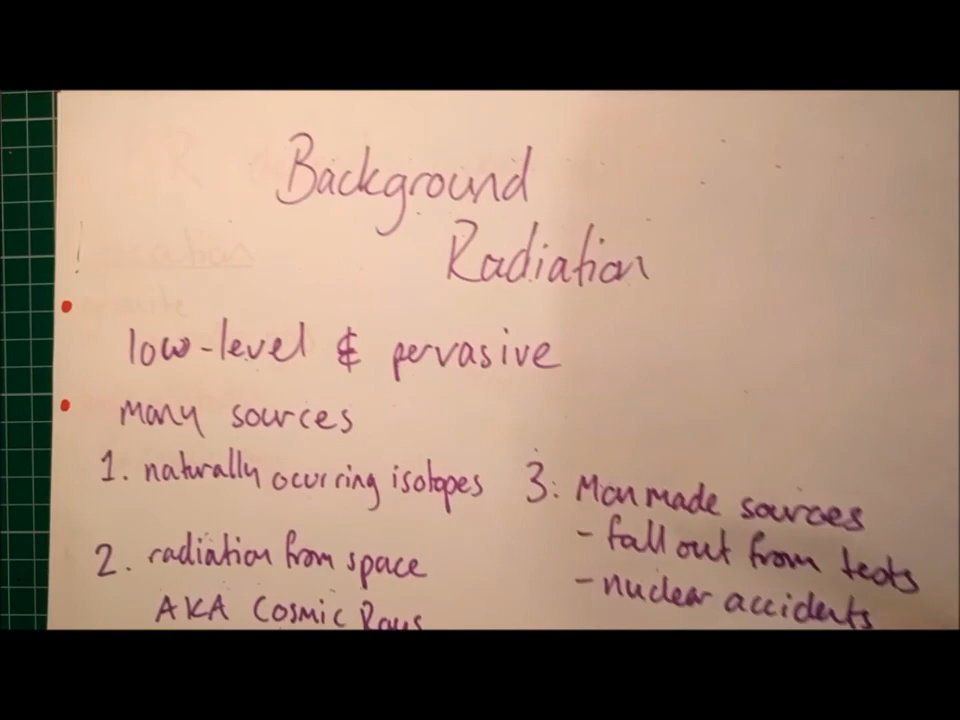 Background
Radiation
low-level & pervasive
many sources
1. naturally ocurring isotopes
2. radiation from space
AKA Cosmic Rays
3: Man made sources
- fall out from tests
- nuclear accidents